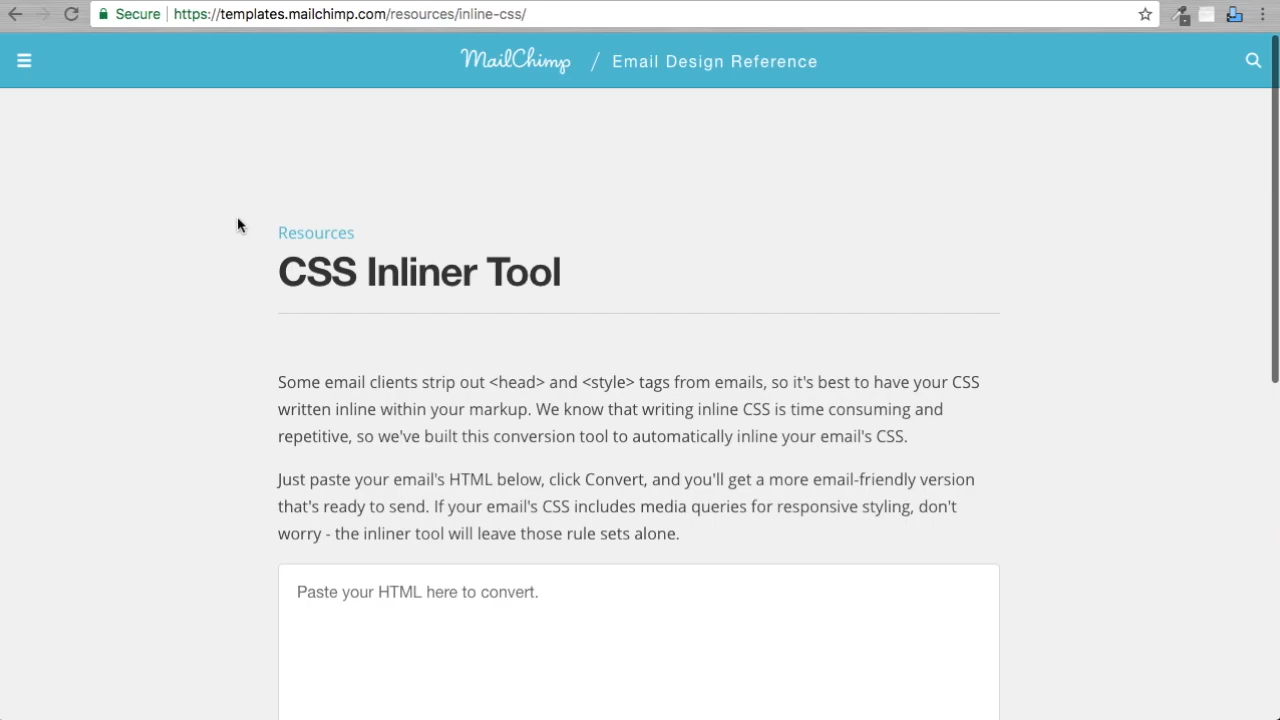 Secure https://templates.mailchimp.com/resources/inline-css/
MailChimp / Email Design Reference
Resources
CSS Inliner Tool
Some email clients strip out <head> and <style> tags from emails, so it's best to have your CSS
written inline within your markup. We know that writing inline CSS is time consuming and
repetitive, so we've built this conversion tool to automatically inline your email's CSS.
Just paste your email's HTML below, click Convert, and you'll get a more email-friendly version
that's ready to send. If your email's CSS includes media queries for responsive styling, don't
worry - the inliner tool will leave those rule sets alone.
Paste your HTML here to convert.